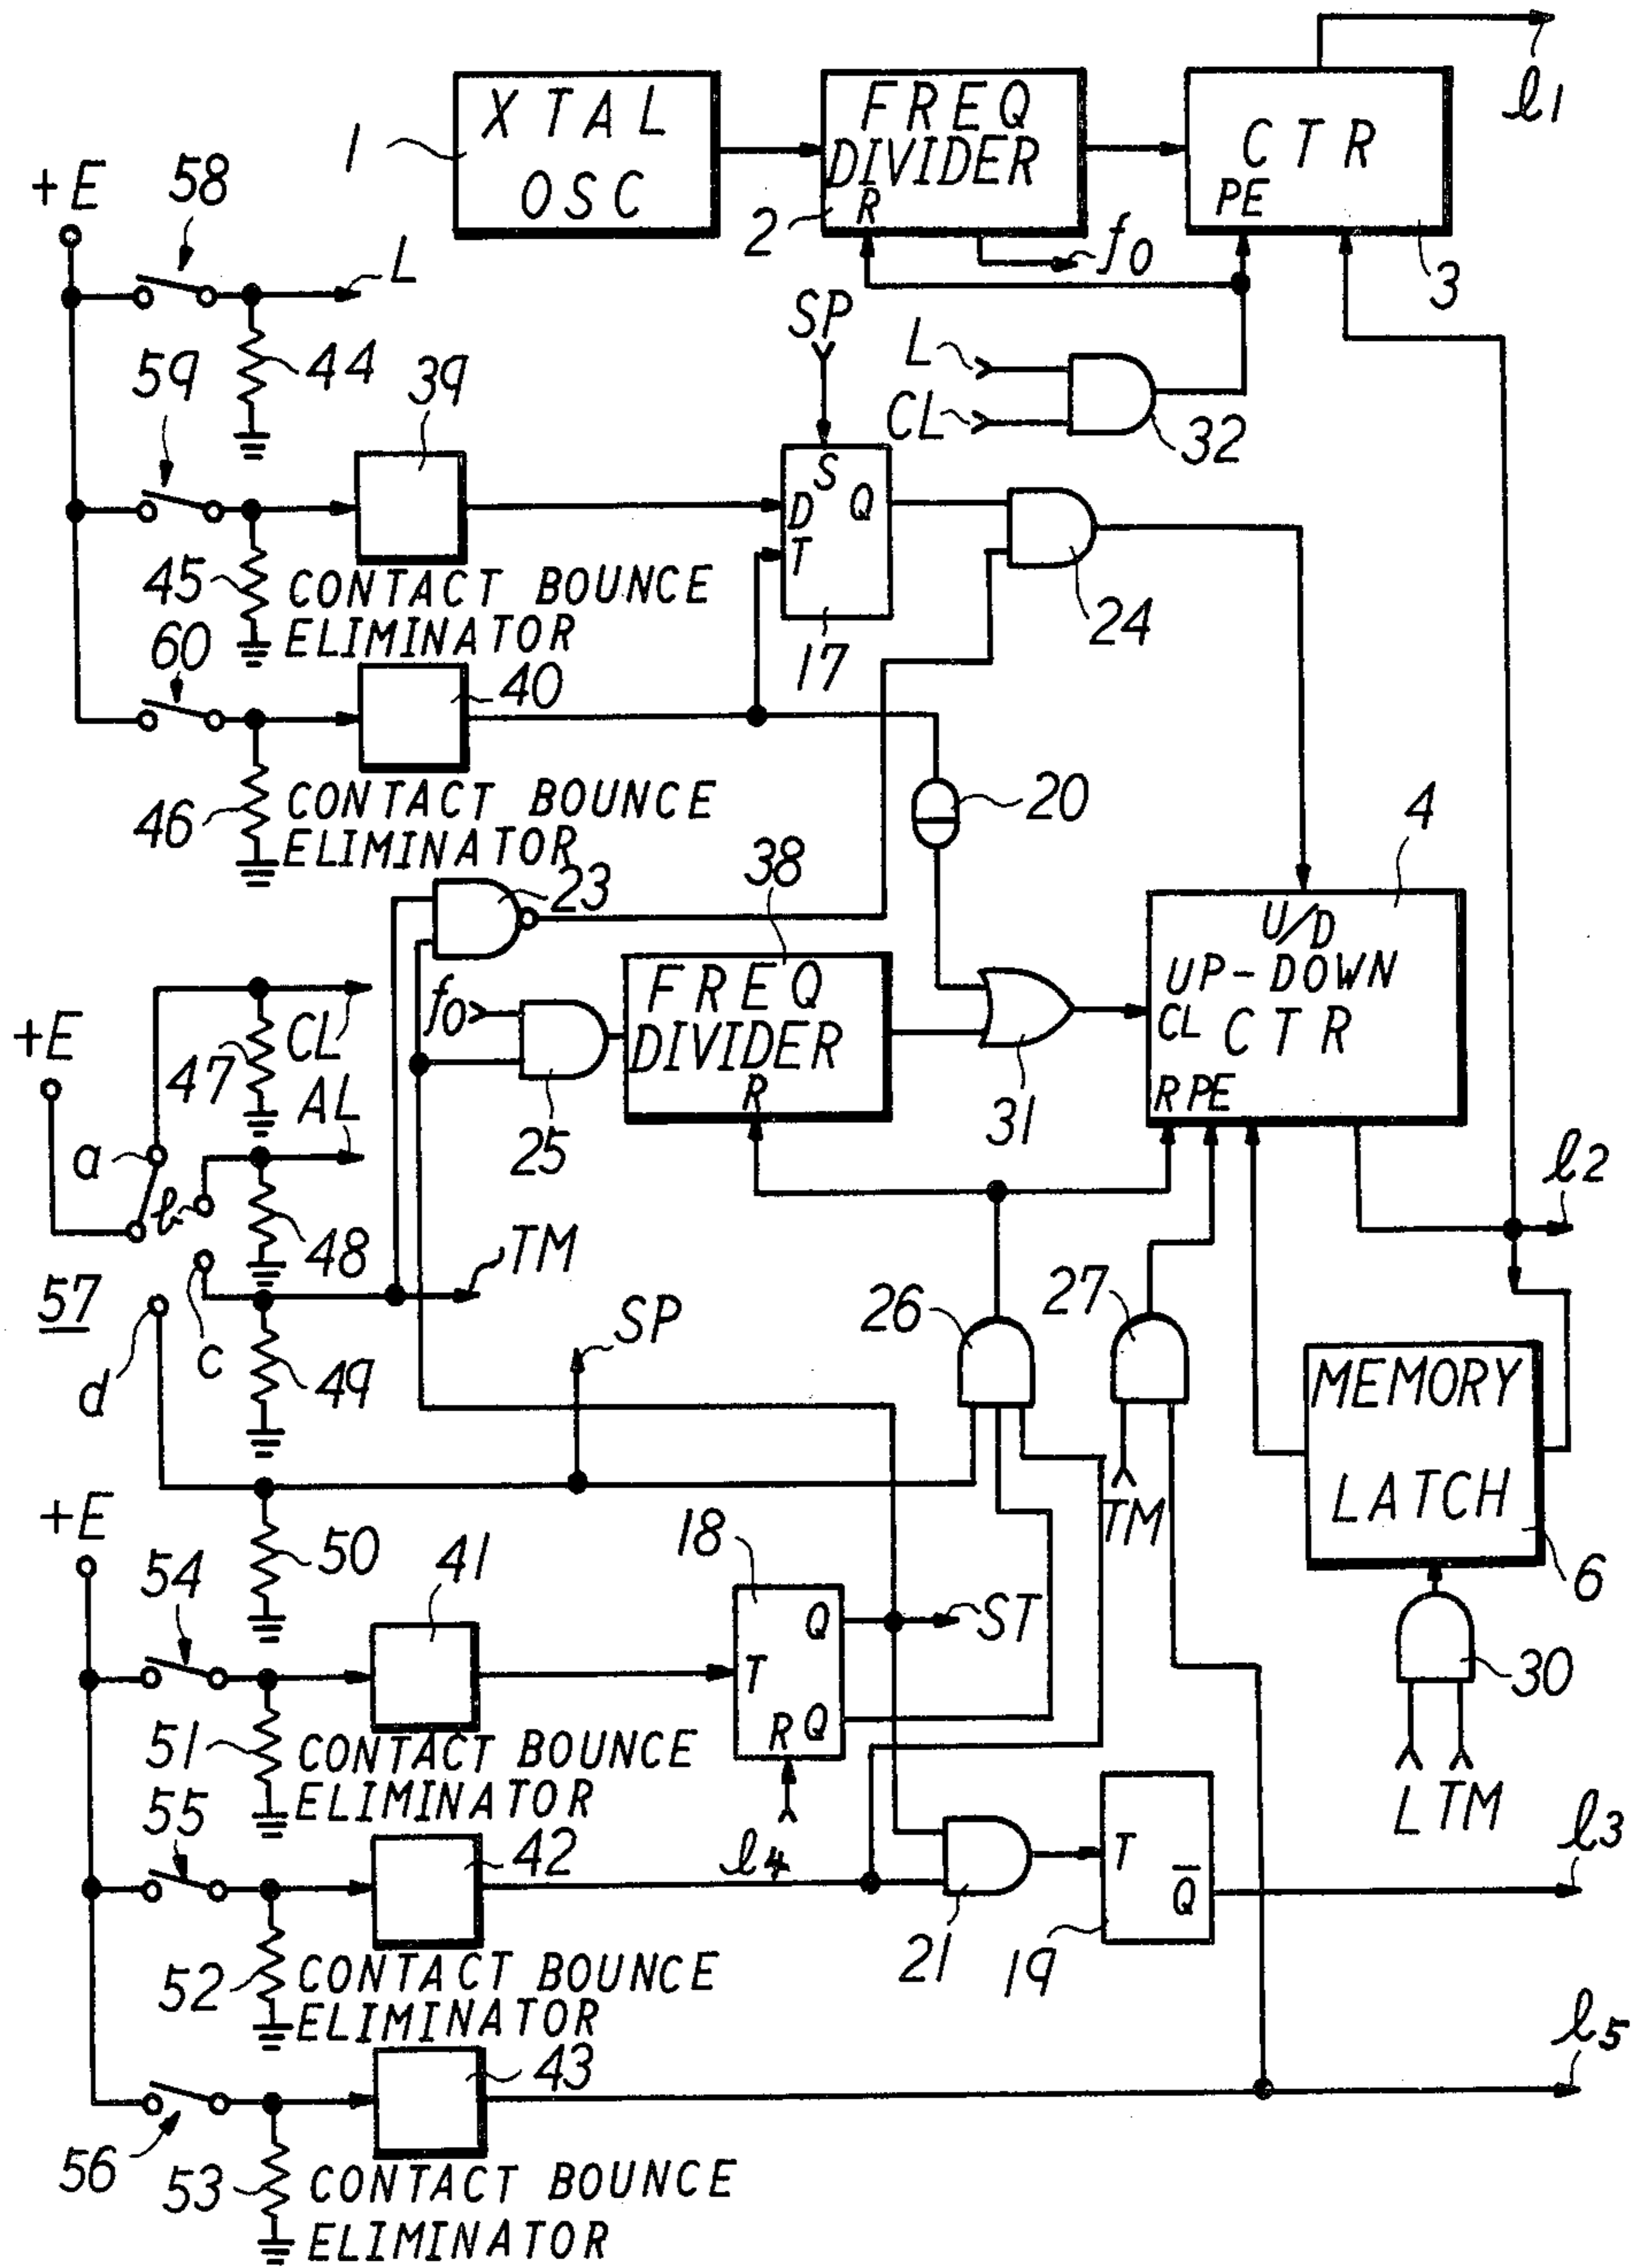 XTAL
OSC
1
FREQ
DIVIDER
R
2
CTR
PE
3
ℓ1
+E
58
L
44
f0
SP
L
CL
32
59
39
45
CONTACT BOUNCE
ELIMINATOR
S
D
Q
T
17
24
60
40
46
CONTACT BOUNCE
ELIMINATOR
20
4
23
38
U/D
UP-DOWN
CL CTR
R PE
f0
FREQ
DIVIDER
R
25
31
CL
47
+E
AL
a
b
48
ℓ2
TM
57
c
d
49
SP
26
27
TM
MEMORY
LATCH
6
50
+E
54
41
18
Q
T
R Q
ST
30
51
CONTACT BOUNCE
ELIMINATOR
L TM
55
42
ℓ4
21
T
Q̅
19
ℓ3
52
CONTACT BOUNCE
ELIMINATOR
ℓ5
43
56
53
CONTACT BOUNCE
ELIMINATOR